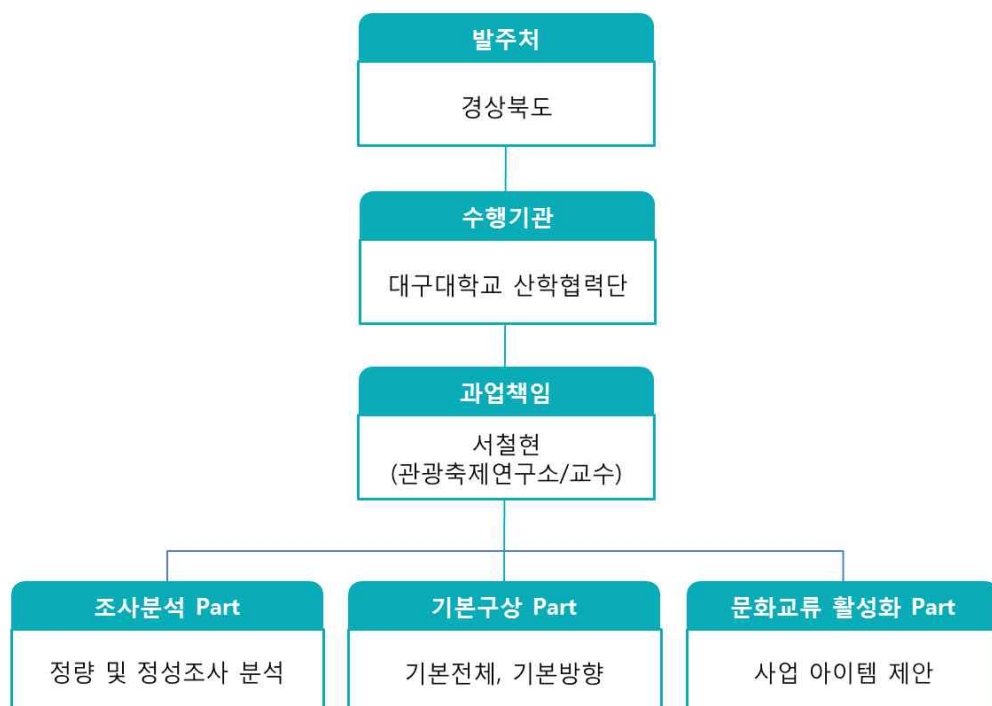 발주처
경상북도
수행기관
대구대학교 산학협력단
과업책임
서철현
(관광축제연구소/교수)
조사분석 Part
기본구상 Part
문화교류 활성화 Part
정량 및 정성조사 분석
기본전체, 기본방향
사업 아이템 제안